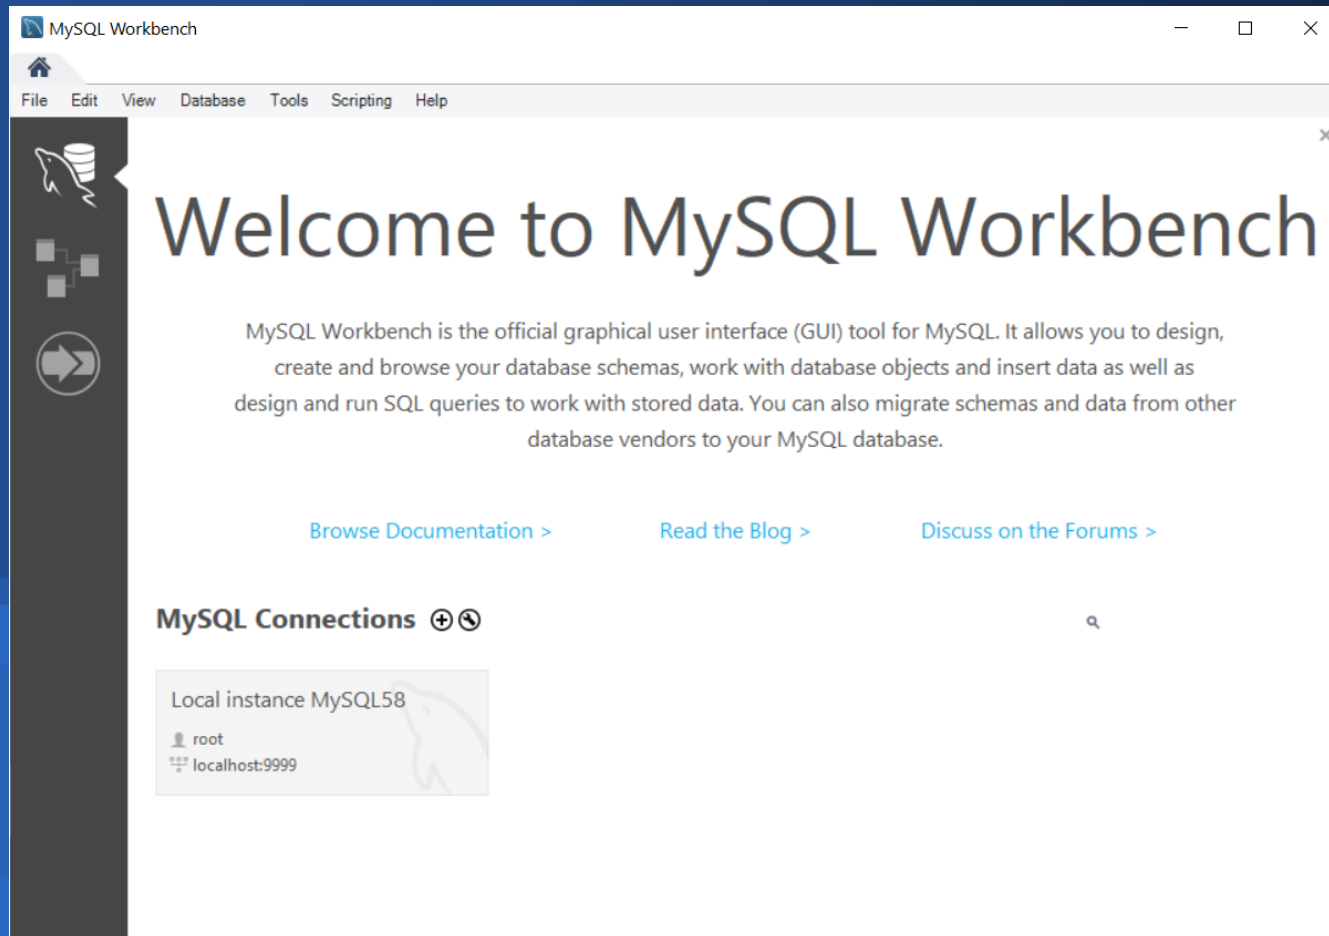 MySQL Workbench
File Edit View Database Tools Scripting Help
Welcome to MySQL Workbench
MySQL Workbench is the official graphical user interface (GUI) tool for MySQL. It allows you to design,
create and browse your database schemas, work with database objects and insert data as well as
design and run SQL queries to work with stored data. You can also migrate schemas and data from other
database vendors to your MySQL database.
Browse Documentation > Read the Blog > Discuss on the Forums >
MySQL Connections
Local instance MySQL58
root
localhost:9999